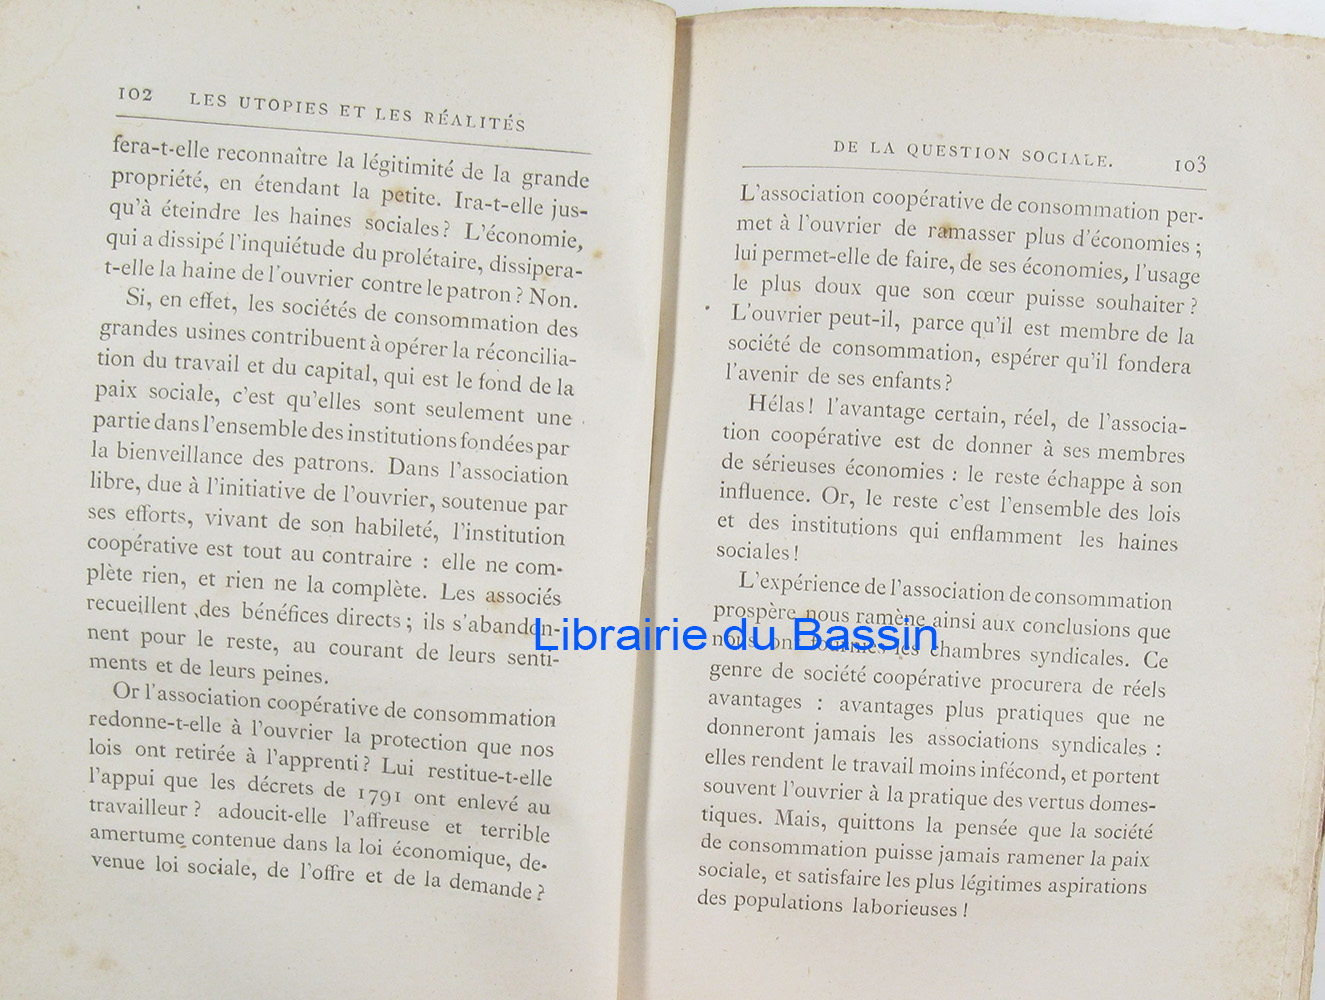 102 LES UTOPIES ET LES RÉALITÉS
fera-t-elle reconnaître la légitimité de la grande
propriété, en étendant la petite. Ira-t-elle jus-
qu'à éteindre les haines sociales? L'économie,
qui a dissipé l'inquiétude du prolétaire, dissipera-
t-elle la haine de l'ouvrier contre le patron? Non.
Si, en effet, les sociétés de consommation des
grandes usines contribuent à opérer la réconcilia-
tion du travail et du capital, qui est le fond de la
paix sociale, c'est qu'elles sont seulement une
partie dans l'ensemble des institutions fondées par
la bienveillance des patrons. Dans l'association
libre, due à l'initiative de l'ouvrier, soutenue par
ses efforts, vivant de son habileté, l'institution
coopérative est tout au contraire : elle ne com-
plète rien, et rien ne la complète. Les associés
recueillent des bénéfices directs; ils s'abandon-
nent pour le reste, au courant de leurs senti-
ments et de leurs peines.
Or l'association coopérative de consommation
redonne-t-elle à l'ouvrier la protection que nos
lois ont retirée à l'apprenti? Lui restitue-t-elle
l'appui que les décrets de 1791 ont enlevé au
travailleur? adoucit-elle l'affreuse et terrible
amertume contenue dans la loi économique, de-
venue loi sociale, de l'offre et de la demande?
DE LA QUESTION SOCIALE. 103
L'association coopérative de consommation per-
met à l'ouvrier de ramasser plus d'économies;
lui permet-elle de faire, de ses économies, l'usage
le plus doux que son cœur puisse souhaiter?
L'ouvrier peut-il, parce qu'il est membre de la
société de consommation, espérer qu'il fondera
l'avenir de ses enfants?
Hélas! l'avantage certain, réel, de l'associa-
tion coopérative est de donner à ses membres
de sérieuses économies : le reste échappe à son
influence. Or, le reste c'est l'ensemble des lois
et des institutions qui enflamment les haines
sociales!
L'expérience de l'association de consommation
prospère nous ramène ainsi aux conclusions que
nous ont fournies les chambres syndicales. Ce
genre de société coopérative procurera de réels
avantages : avantages plus pratiques que ne
donneront jamais les associations syndicales :
elles rendent le travail moins infécond, et portent
souvent l'ouvrier à la pratique des vertus domes-
tiques. Mais, quittons la pensée que la société
de consommation puisse jamais ramener la paix
sociale, et satisfaire les plus légitimes aspirations
des populations laborieuses!
Librairie du Bassin